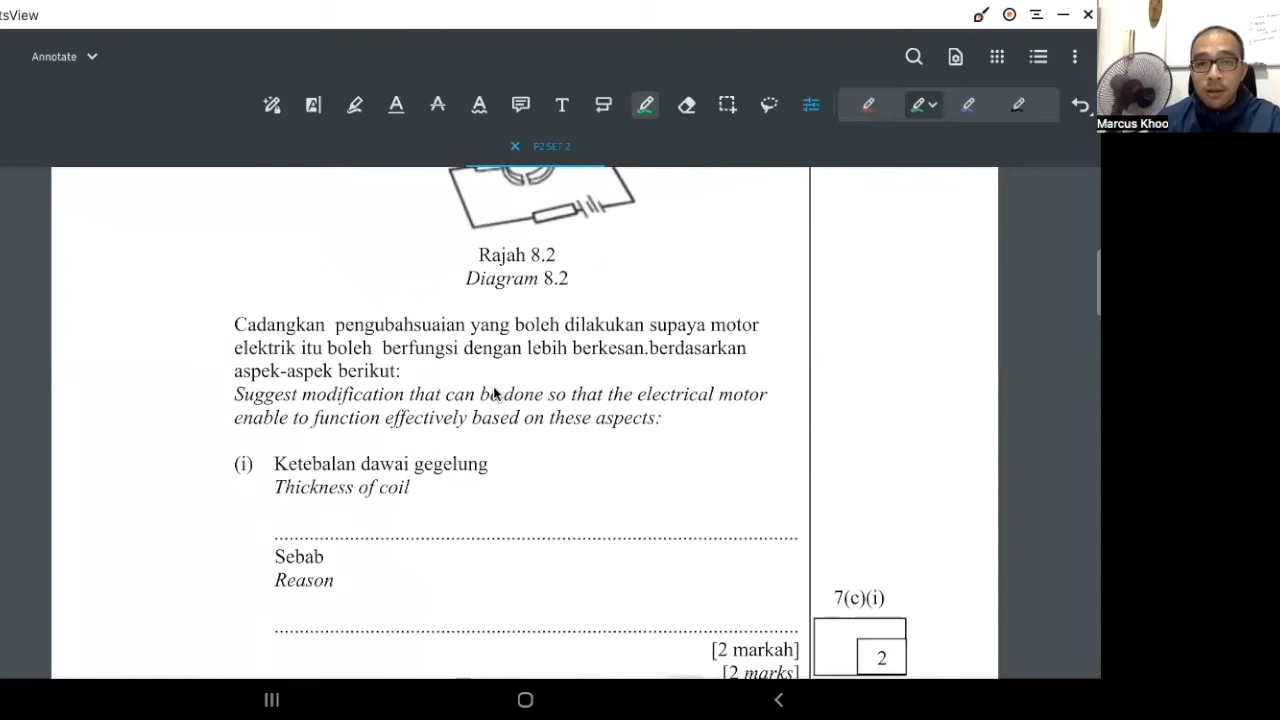 tsView
Annotate
Marcus Khoo
P2 SET 2
Rajah 8.2
Diagram 8.2
Cadangkan pengubahsuaian yang boleh dilakukan supaya motor
elektrik itu boleh berfungsi dengan lebih berkesan.berdasarkan
aspek-aspek berikut:
Suggest modification that can be done so that the electrical motor
enable to function effectively based on these aspects:
(i) Ketebalan dawai gegelung
Thickness of coil
Sebab
Reason
7(c)(i)
2
[2 markah]
[2 marks]